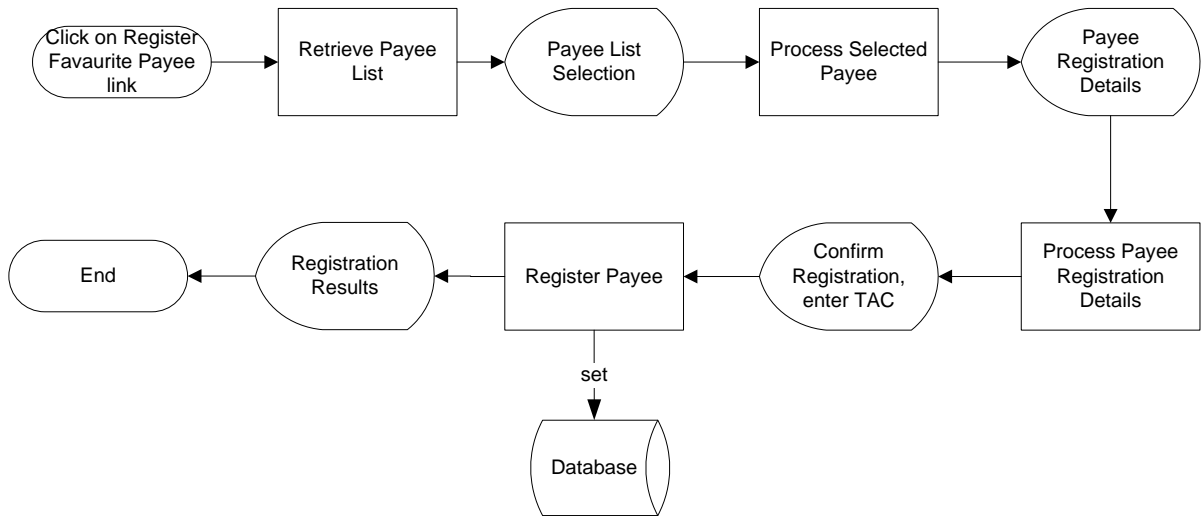 Click on Register
Favaurite Payee
link
Retrieve Payee
List
Payee List
Selection
Process Selected
Payee
Payee
Registration
Details
End
Registration
Results
Register Payee
Confirm
Registration,
enter TAC
Process Payee
Registration
Details
set
Database